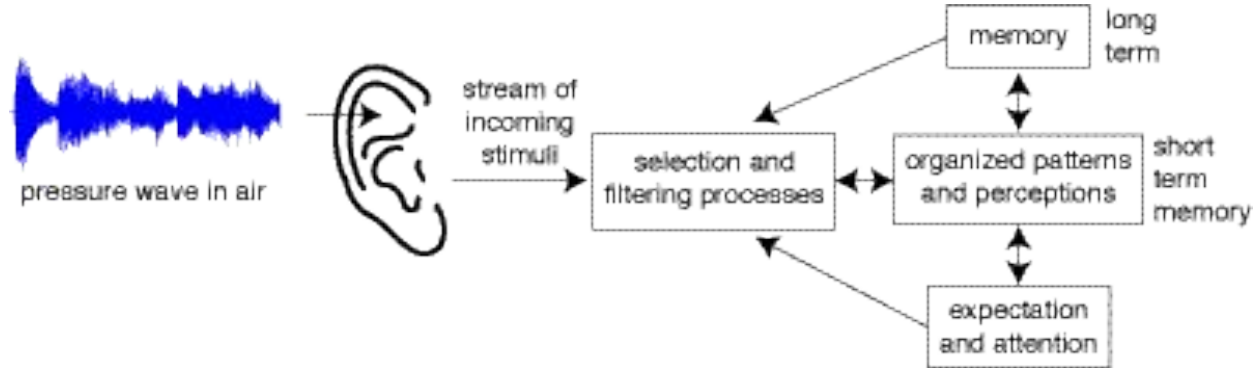 pressure wave in air
stream of
incoming
stimuli
selection and
filtering processes
memory
long
term
organized patterns
and perceptions
short
term
memory
expectation
and attention